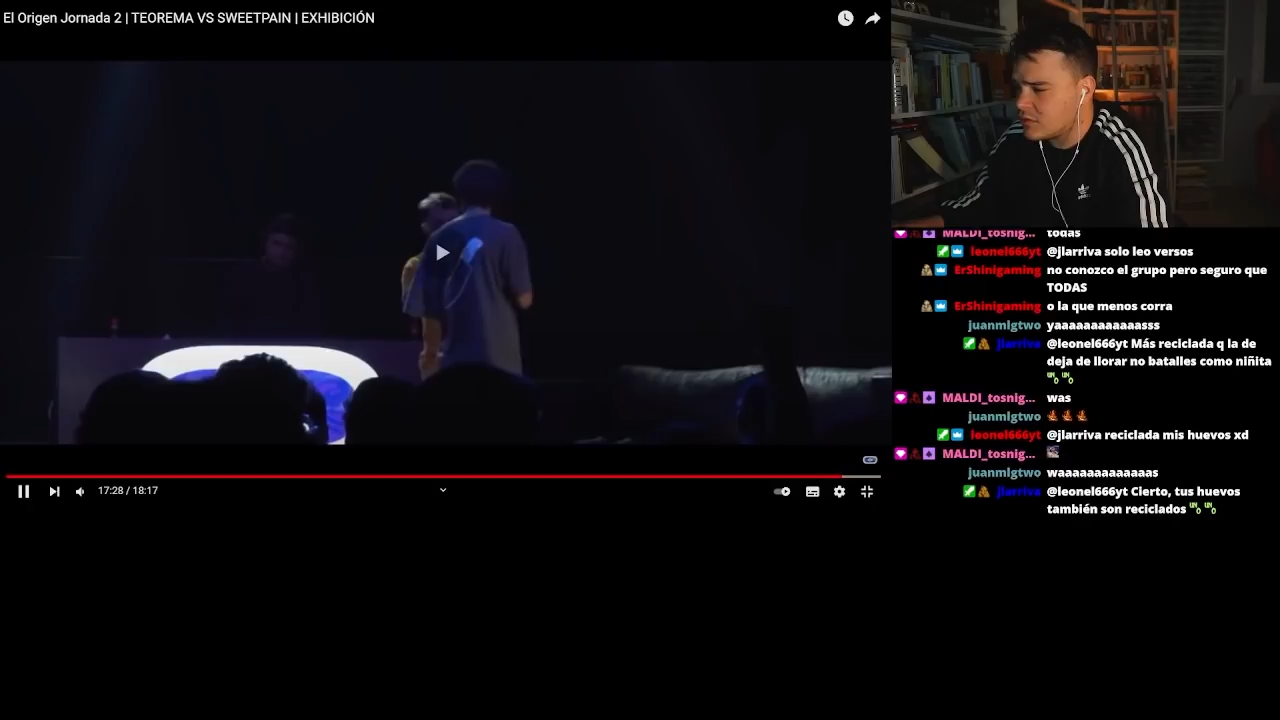 El Origen Jornada 2 | TEOREMA VS SWEETPAIN | EXHIBICIÓN
MALDI_tosnig... todas
leonel666yt @jlarriva solo leo versos
ErShinigaming no conozco el grupo pero seguro que
TODAS
ErShinigaming o la que menos corra
juanmlgtwo yaaaaaaaaaaaasss
jlarriva @leonel666yt Más reciclada q la de
deja de llorar no batalles como niñita
MALDI_tosnig... was
juanmlgtwo
leonel666yt @jlarriva reciclada mis huevos xd
MALDI_tosnig...
juanmlgtwo waaaaaaaaaaaaas
jlarriva @leonel666yt Cierto, tus huevos
también son reciclados
17:28 / 18:17